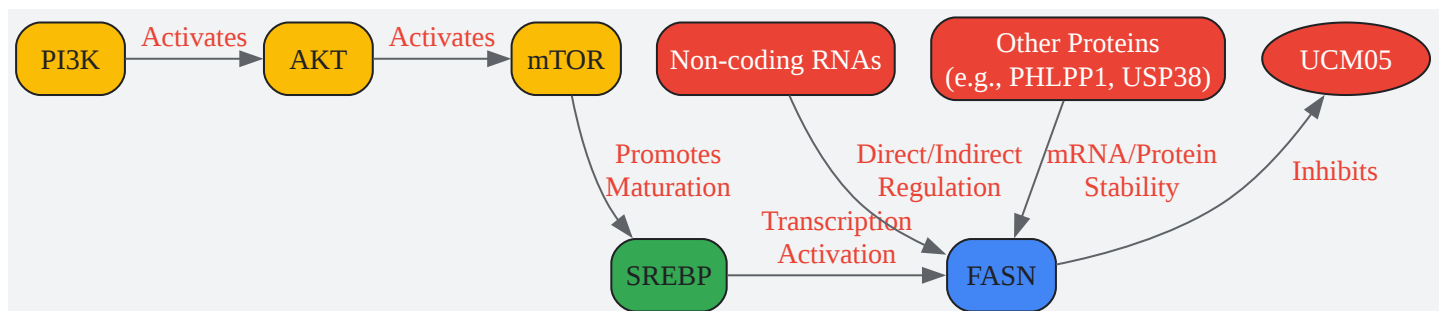 PI3K
Activates
AKT
Activates
mTOR
Non-coding RNAs
Other Proteins
(e.g., PHLPP1, USP38)
UCM05
Promotes
Maturation
Direct/Indirect
Regulation
mRNA/Protein
Stability
Inhibits
Transcription
Activation
SREBP
FASN